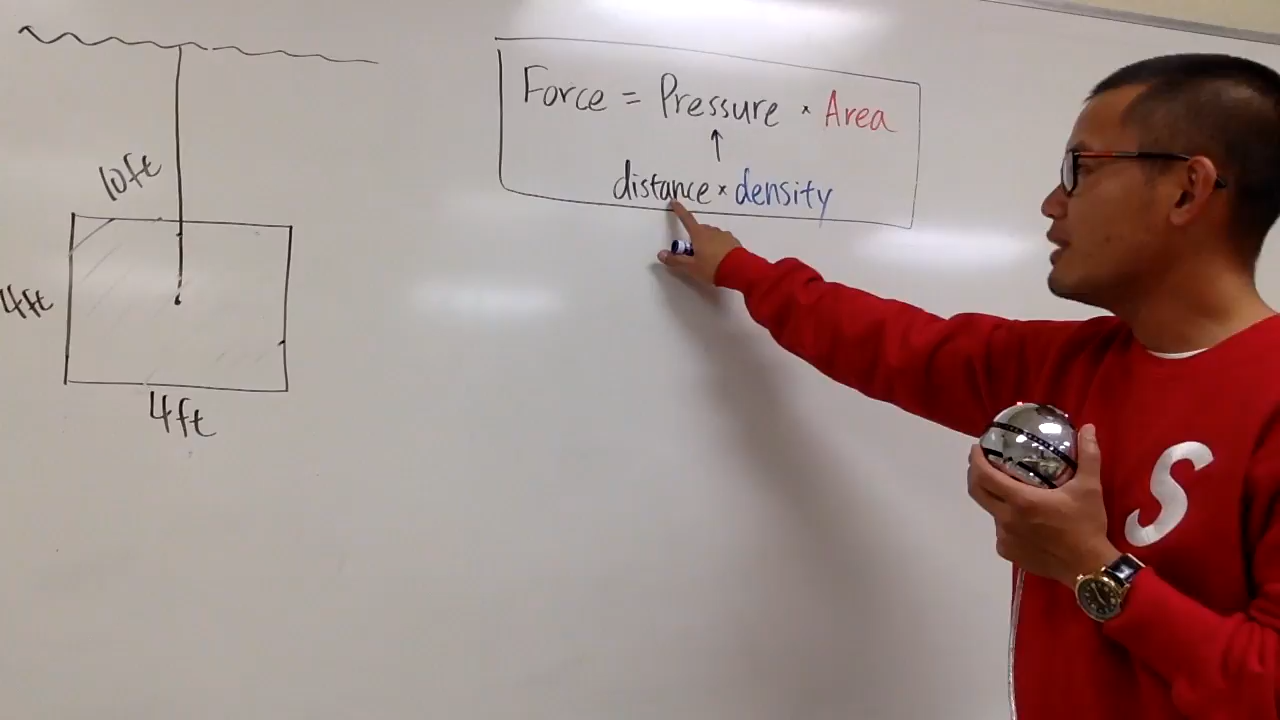 Force = Pressure · Area
↑
distance × density
10ft
4ft
4ft
S